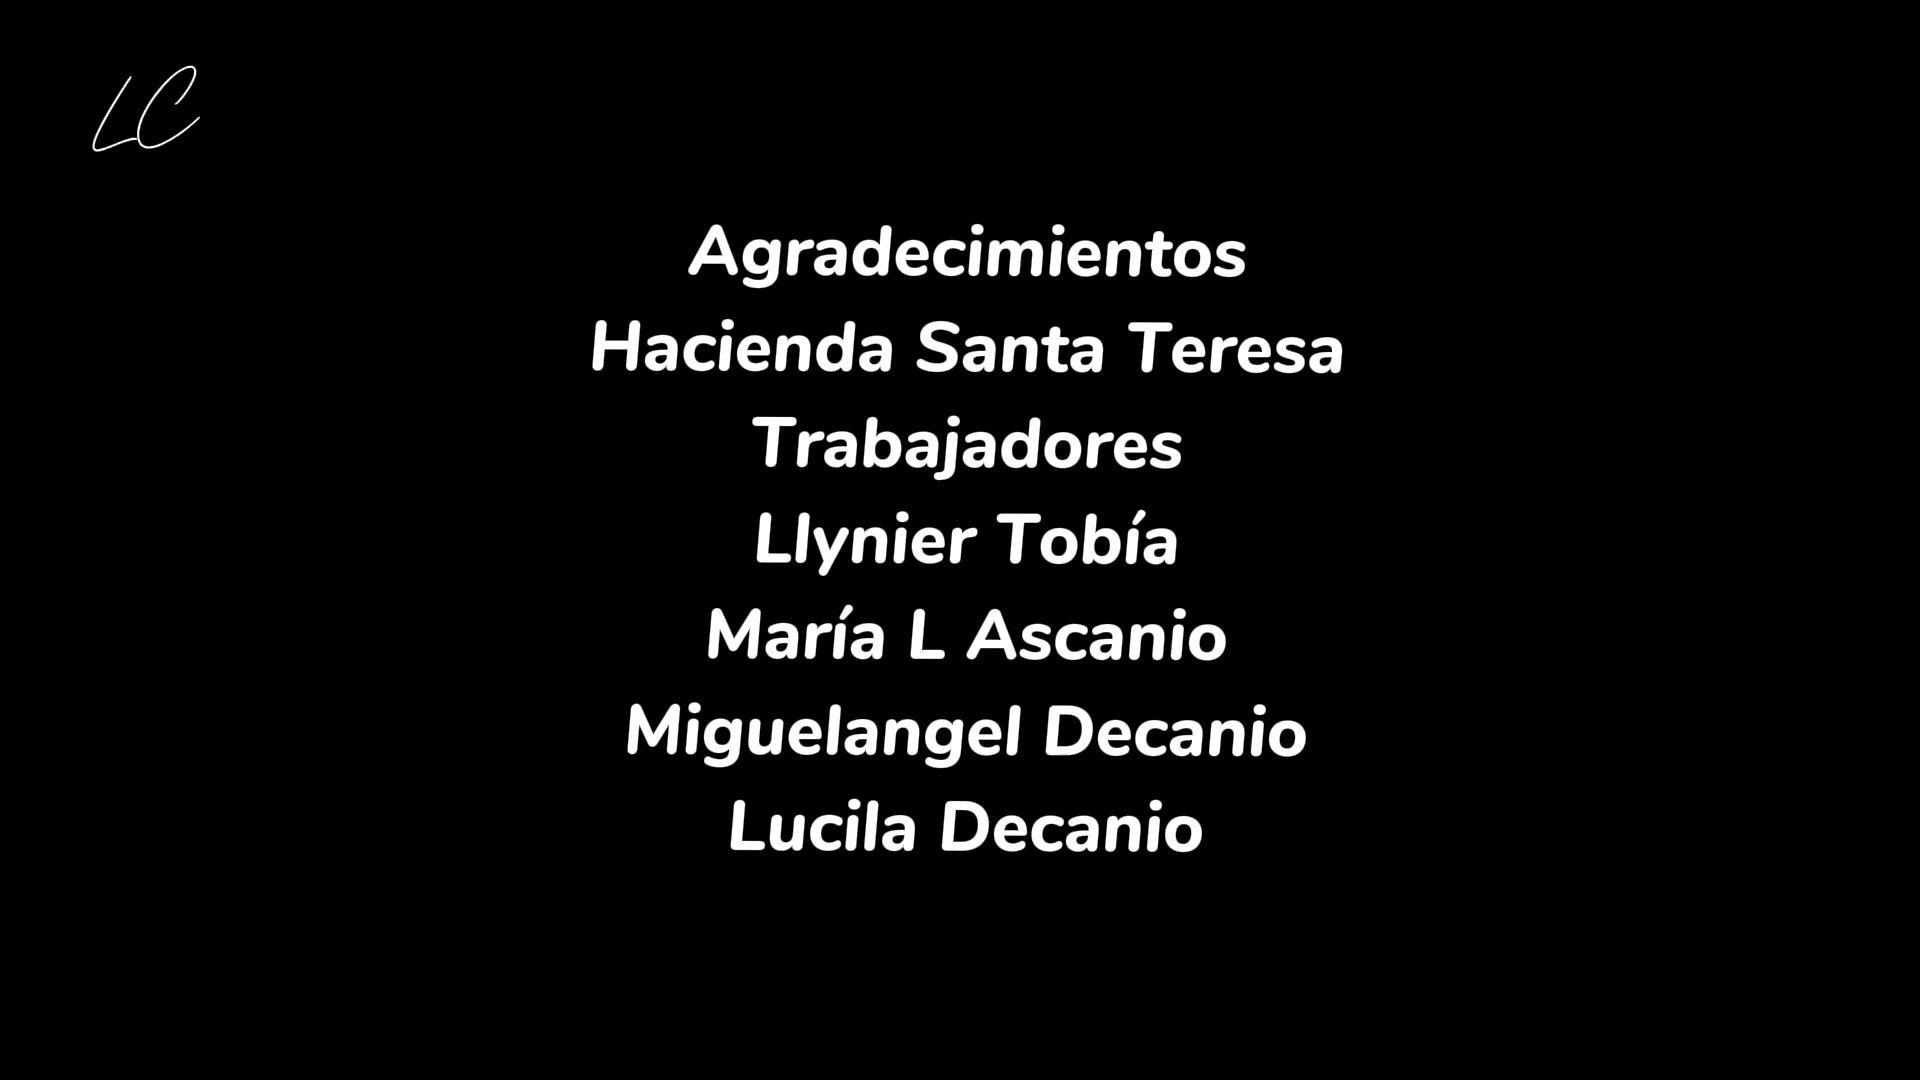 LC
Agradecimientos
Hacienda Santa Teresa
Trabajadores
Llynier Tobía
María L Ascanio
Miguelangel Decanio
Lucila Decanio